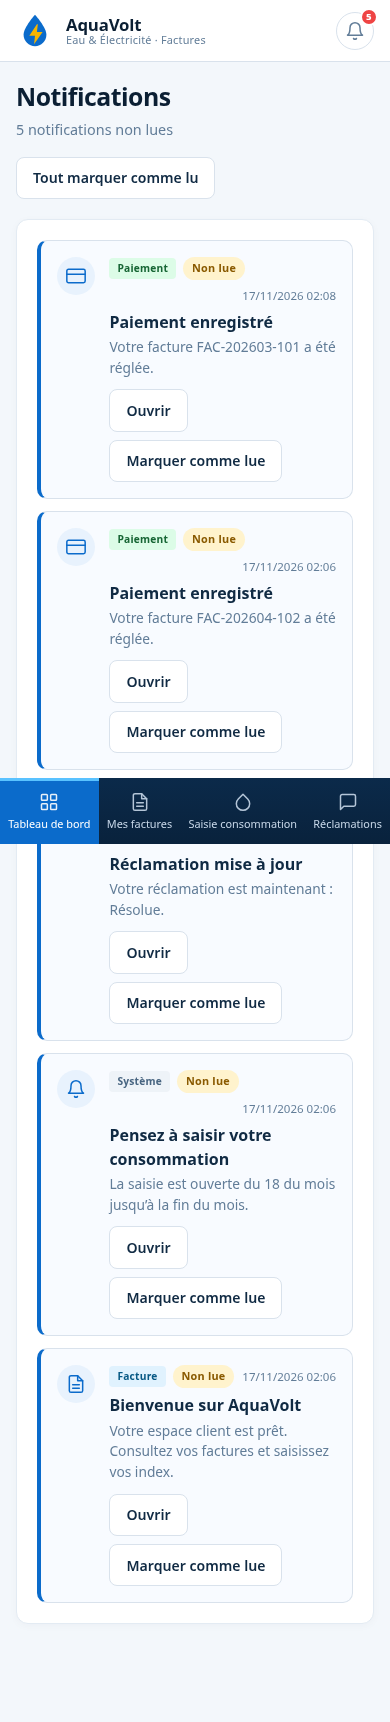 AquaVolt
Eau & Électricité · Factures
5
Notifications
5 notifications non lues
Tout marquer comme lu
Paiement
Non lue
17/11/2026 02:08
Paiement enregistré
Votre facture FAC-202603-101 a été
réglée.
Ouvrir
Marquer comme lue
Paiement
Non lue
17/11/2026 02:06
Paiement enregistré
Votre facture FAC-202604-102 a été
réglée.
Ouvrir
Marquer comme lue
Tableau de bord
Mes factures
Saisie consommation
Réclamations
Réclamation mise à jour
Votre réclamation est maintenant :
Résolue.
Ouvrir
Marquer comme lue
Système
Non lue
17/11/2026 02:06
Pensez à saisir votre
consommation
La saisie est ouverte du 18 du mois
jusqu’à la fin du mois.
Ouvrir
Marquer comme lue
Facture
Non lue
17/11/2026 02:06
Bienvenue sur AquaVolt
Votre espace client est prêt.
Consultez vos factures et saisissez
vos index.
Ouvrir
Marquer comme lue